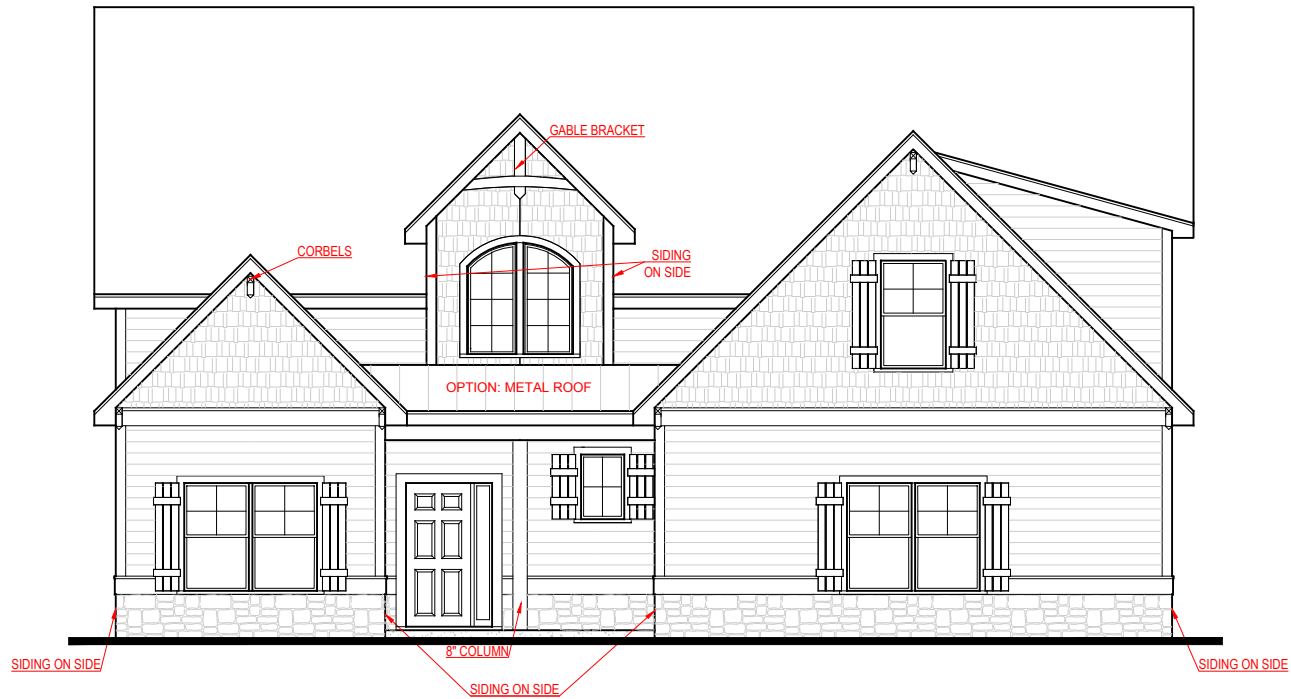 GABLE BRACKET
CORBELS
SIDING
ON SIDE
OPTION: METAL ROOF
8" COLUMN
SIDING ON SIDE
SIDING ON SIDE
SIDING ON SIDE